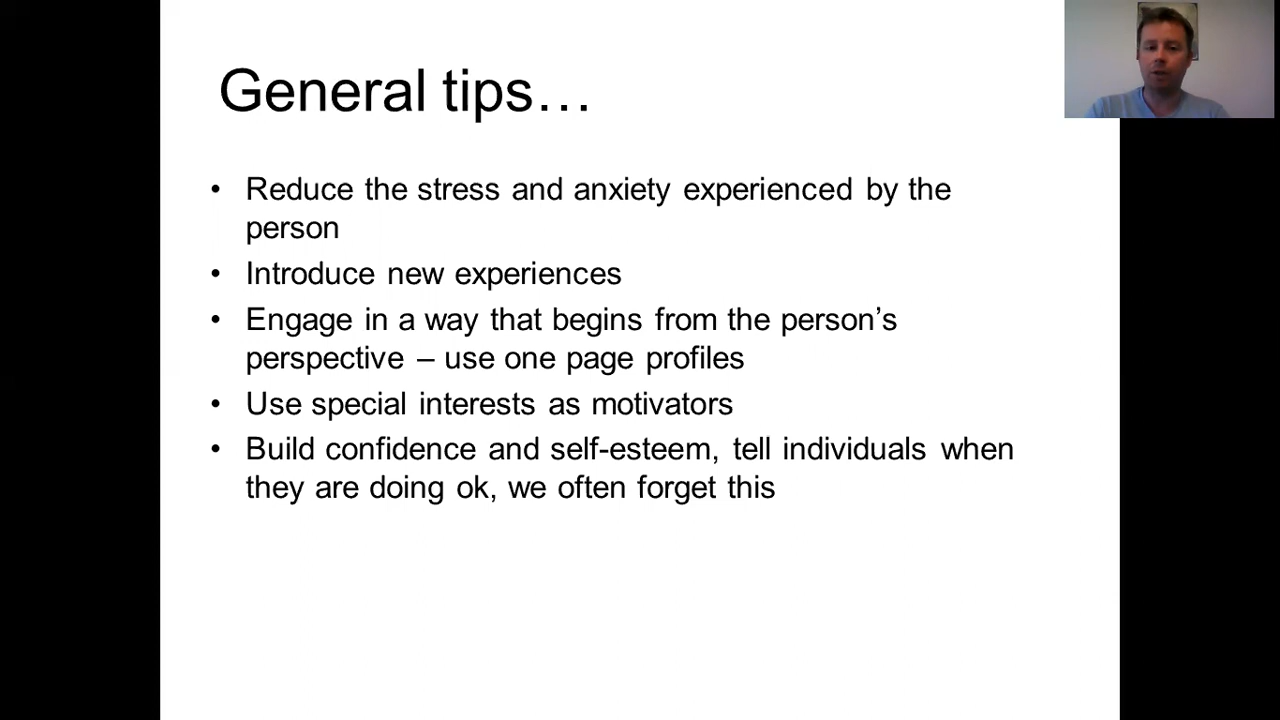 General tips…
• Reduce the stress and anxiety experienced by the
person
• Introduce new experiences
• Engage in a way that begins from the person’s
perspective – use one page profiles
• Use special interests as motivators
• Build confidence and self-esteem, tell individuals when
they are doing ok, we often forget this